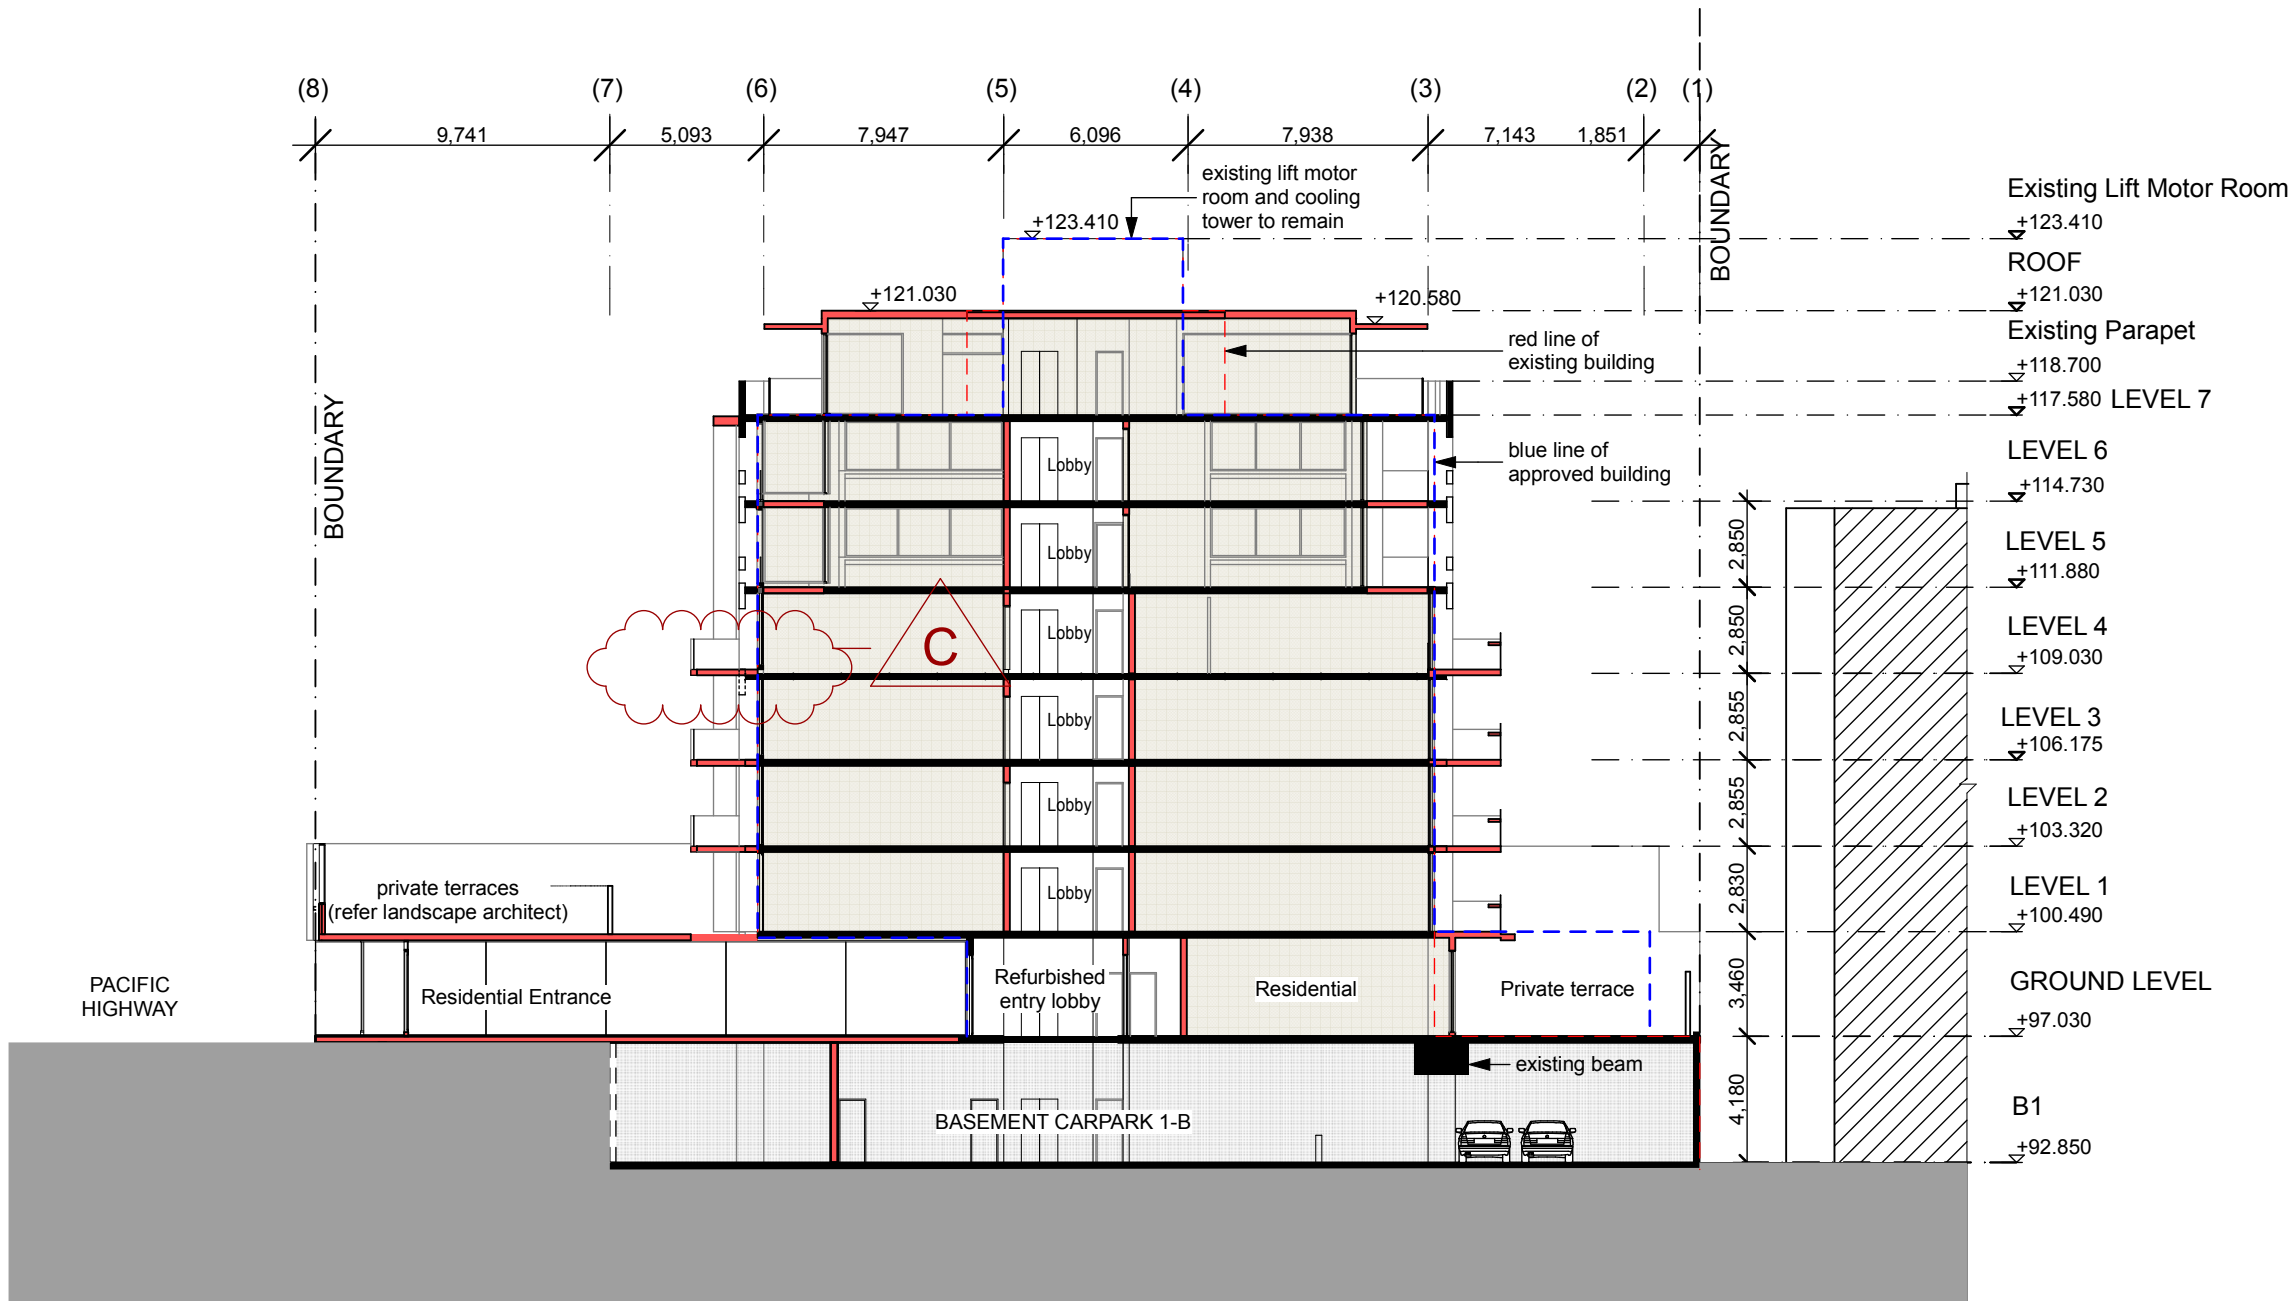 (8)
(7)
(6)
(5)
(4)
(3)
(2)
(1)
9,741
5,093
7,947
6,096
7,938
7,143
1,851
BOUNDARY
BOUNDARY
existing lift motor
room and cooling
tower to remain
+123.410
+121.030
+120.580
red line of
existing building
blue line of
approved building
Existing Lift Motor Room
+123.410
ROOF
+121.030
Existing Parapet
+118.700
+117.580 LEVEL 7
LEVEL 6
+114.730
LEVEL 5
+111.880
LEVEL 4
+109.030
LEVEL 3
+106.175
LEVEL 2
+103.320
LEVEL 1
+100.490
GROUND LEVEL
+97.030
B1
+92.850
2,850
2,850
2,855
2,855
2,830
3,460
4,180
Lobby
Lobby
Lobby
Lobby
Lobby
Lobby
C
private terraces
(refer landscape architect)
PACIFIC
HIGHWAY
Residential Entrance
Refurbished
entry lobby
Residential
Private terrace
existing beam
BASEMENT CARPARK 1-B